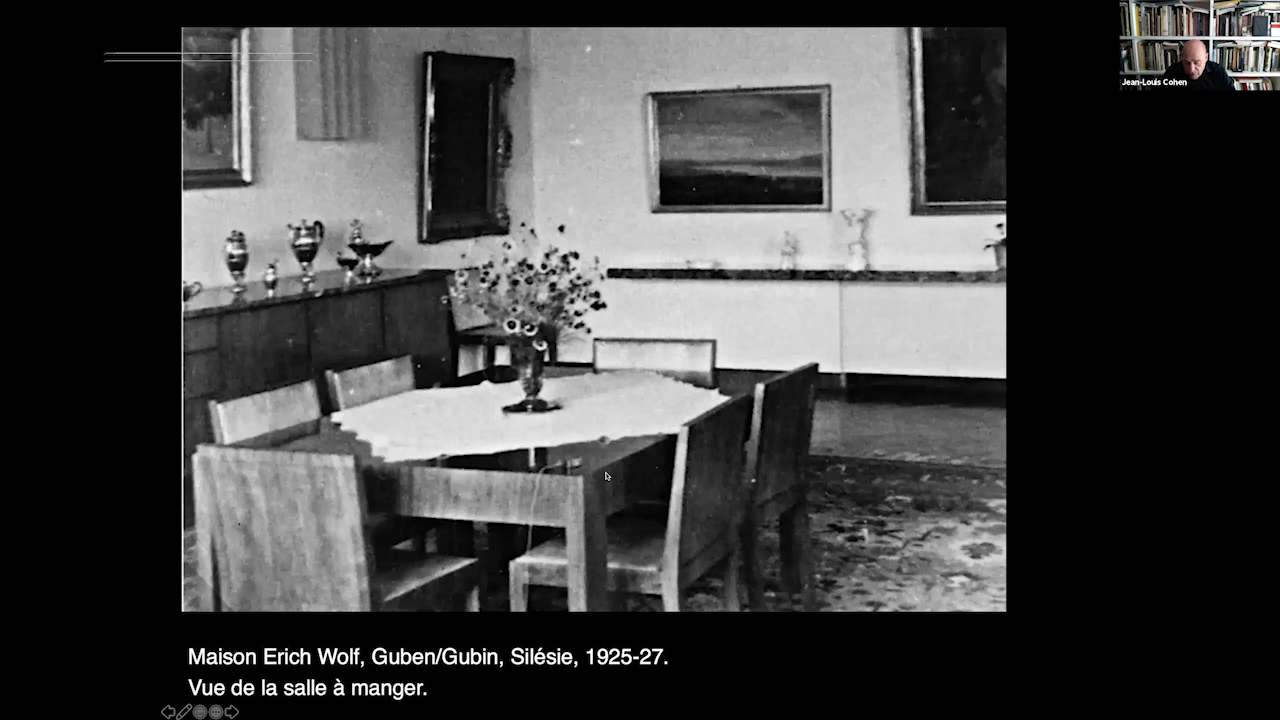 Jean-Louis Cohen
Maison Erich Wolf, Guben/Gubin, Silésie, 1925-27.
Vue de la salle à manger.